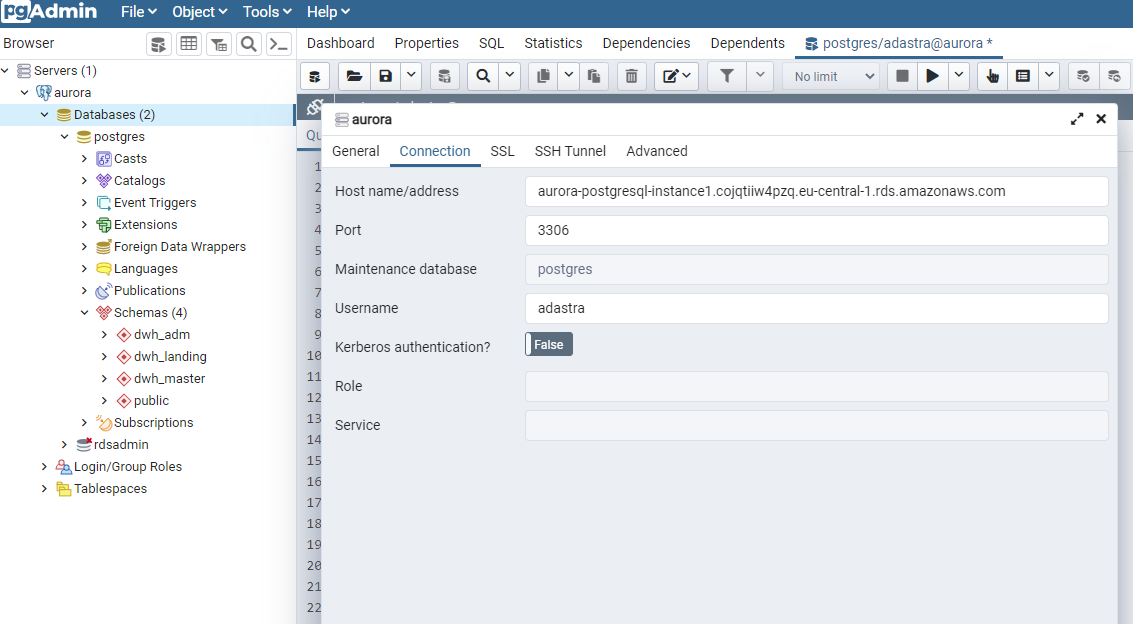 pgAdmin File Object Tools Help
Browser
Dashboard Properties SQL Statistics Dependencies Dependents postgres/adastra@aurora *
No limit
Servers (1)
aurora
Databases (2)
postgres
Casts
Catalogs
Event Triggers
Extensions
Foreign Data Wrappers
Languages
Publications
Schemas (4)
dwh_adm
dwh_landing
dwh_master
public
Subscriptions
rdsadmin
Login/Group Roles
Tablespaces
Qu
1
2
3
4
5
6
7
8
9
10
11
12
13
14
15
16
17
18
19
20
21
22
aurora
General Connection SSL SSH Tunnel Advanced
Host name/address aurora-postgresql-instance1.cojqtiiw4pzq.eu-central-1.rds.amazonaws.com
Port 3306
Maintenance database postgres
Username adastra
Kerberos authentication? False
Role
Service